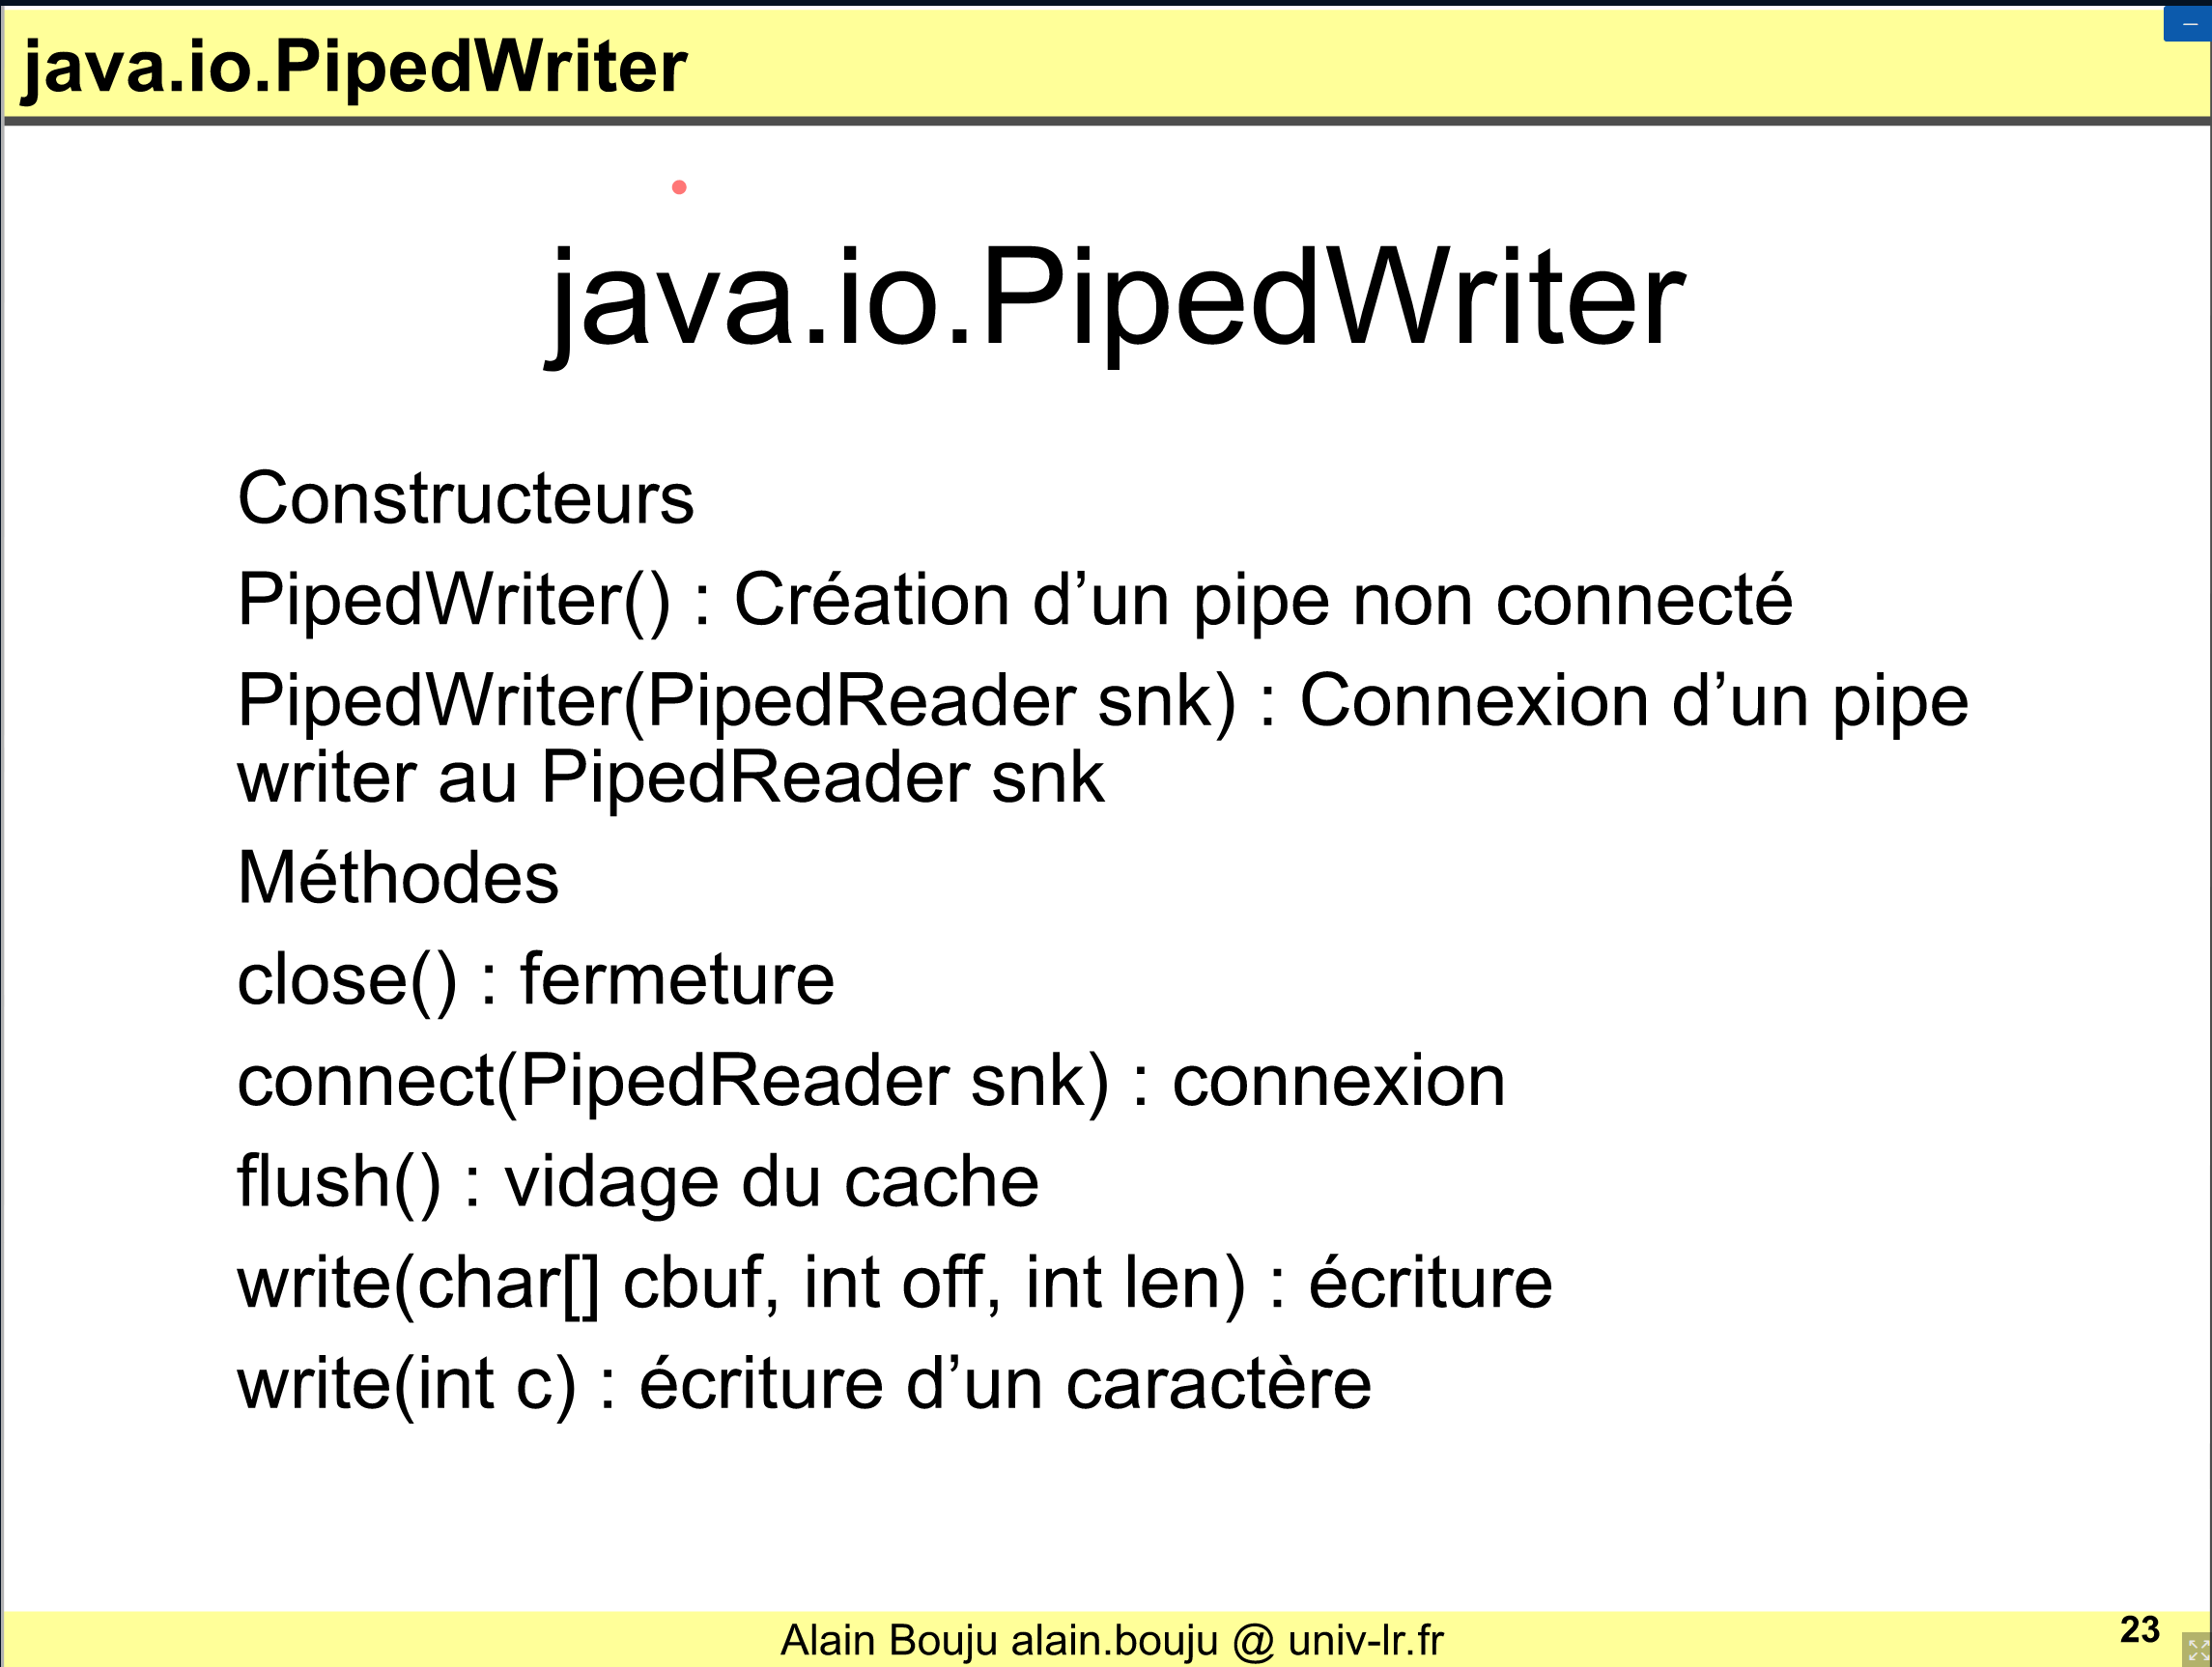 java.io.PipedWriter
java.io.PipedWriter
Constructeurs
PipedWriter() : Création d’un pipe non connecté
PipedWriter(PipedReader snk) : Connexion d’un pipe
writer au PipedReader snk
Méthodes
close() : fermeture
connect(PipedReader snk) : connexion
flush() : vidage du cache
write(char[] cbuf, int off, int len) : écriture
write(int c) : écriture d’un caractère
Alain Bouju alain.bouju @ univ-lr.fr
23